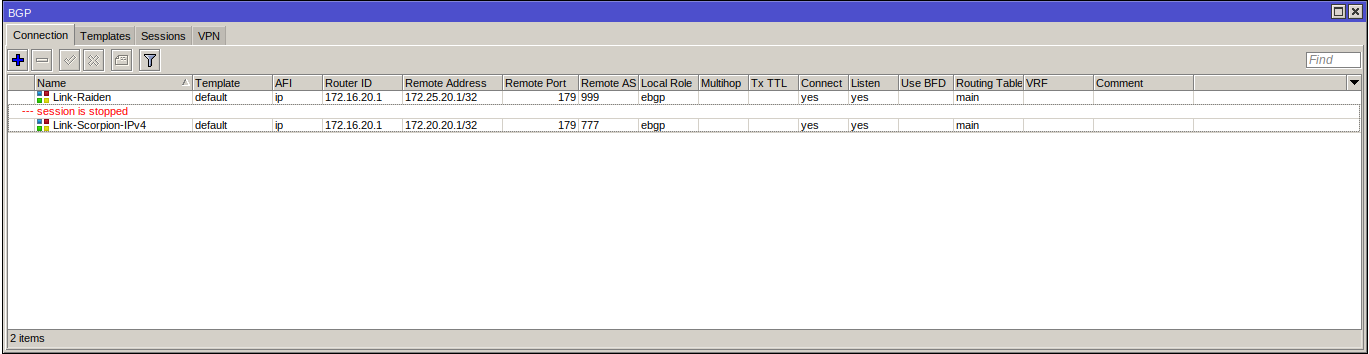 BGP
Connection Templates Sessions VPN
Find
Name Template AFI Router ID Remote Address Remote Port Remote AS Local Role Multihop Tx TTL Connect Listen Use BFD Routing Table VRF Comment
Link-Raiden default ip 172.16.20.1 172.25.20.1/32 179 999 ebgp yes yes main
--- session is stopped
Link-Scorpion-IPv4 default ip 172.16.20.1 172.20.20.1/32 179 777 ebgp yes yes main
2 items